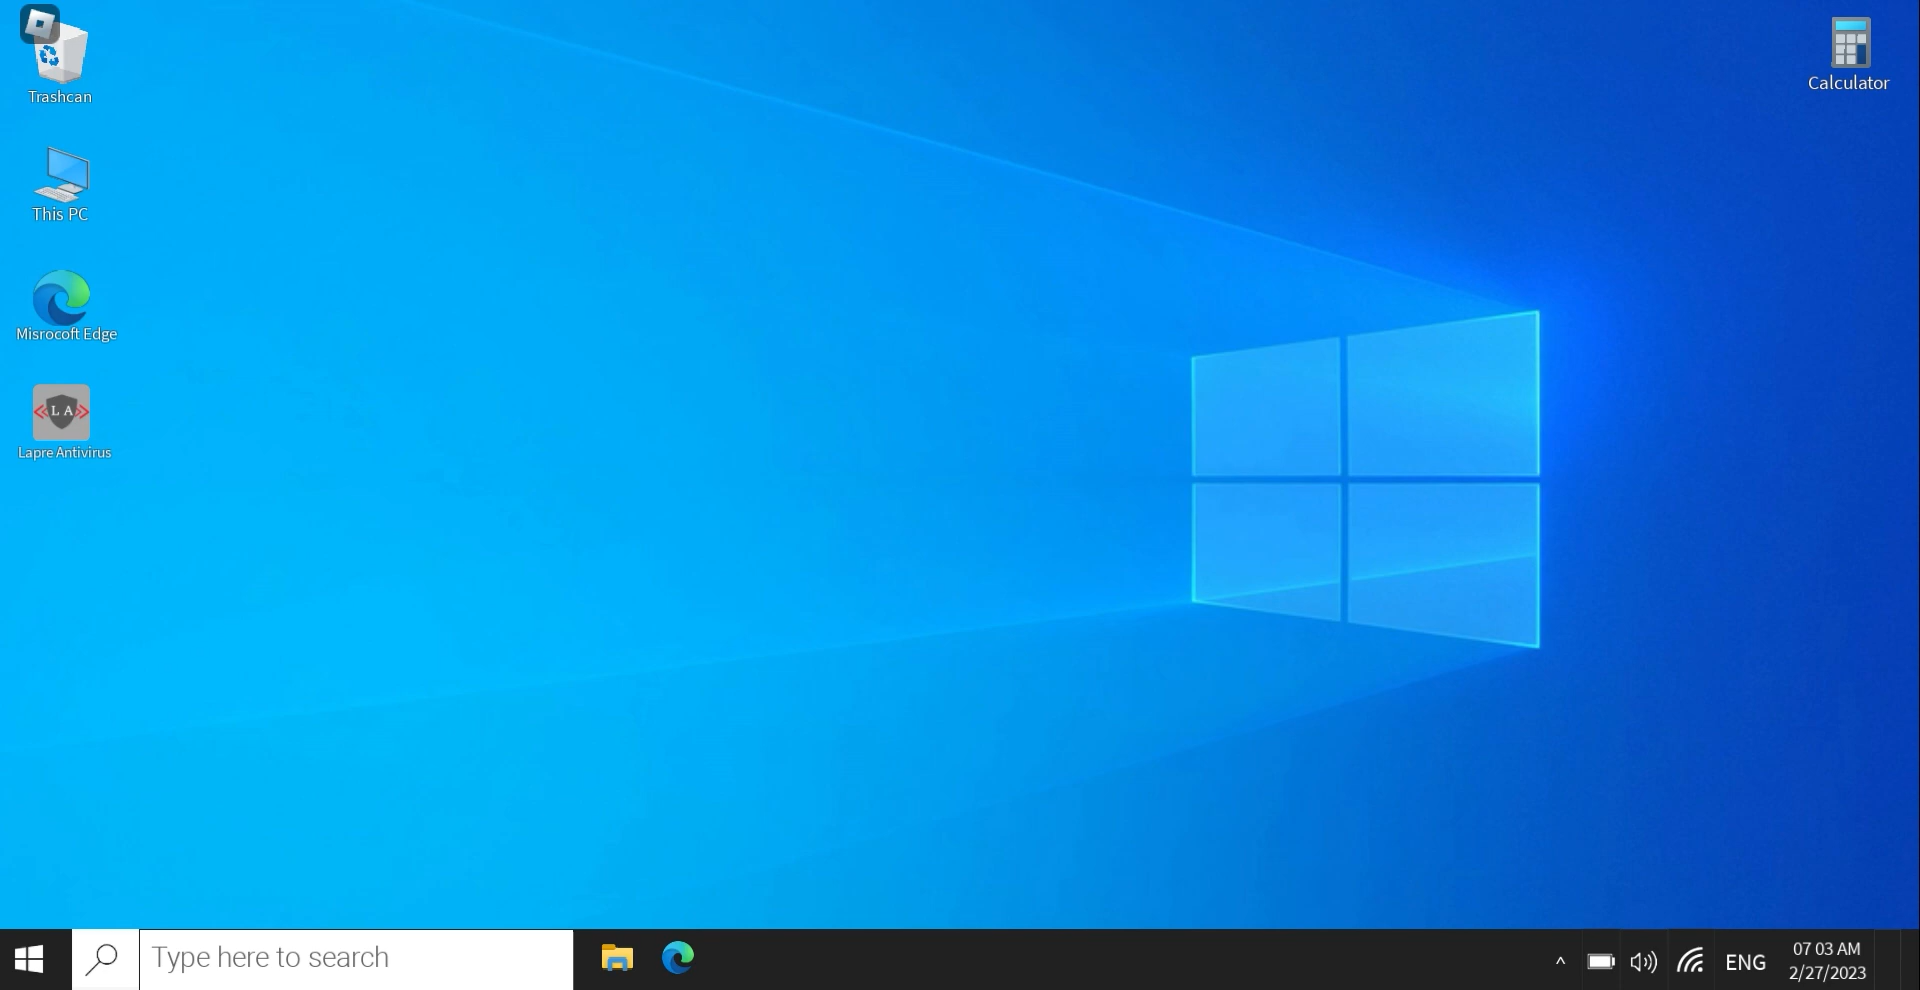 Trashcan
Calculator
This PC
Misrocoft Edge
L A
Lapre Antivirus
Type here to search
ENG
07 03 AM
2/27/2023